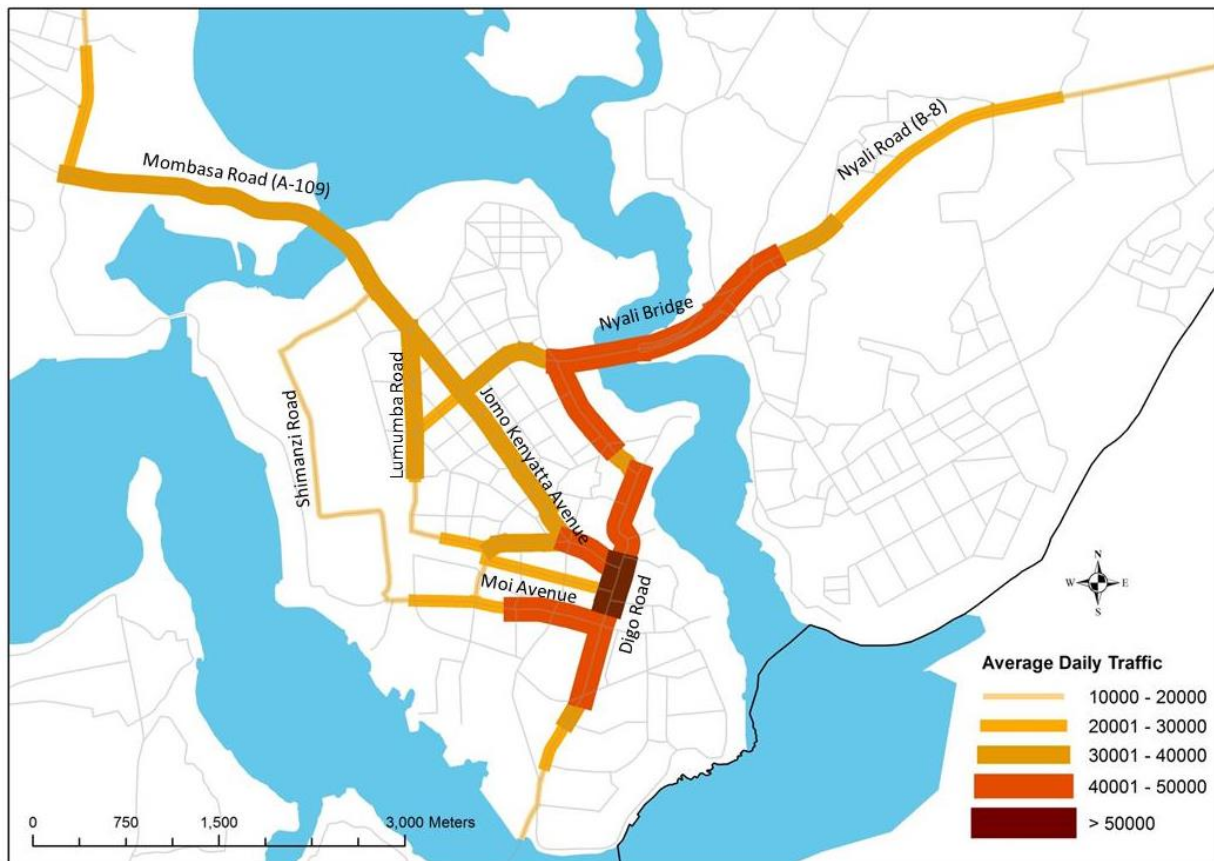 Mombasa Road (A-109)
Nyali Road (B-8)
Nyali Bridge
Lumumba Road
Jomo Kenyatta Avenue
Shimanzi Road
Moi Avenue
Digo Road
N
W E
S
Average Daily Traffic
10000 - 20000
20001 - 30000
30001 - 40000
40001 - 50000
> 50000
0 750 1,500 3,000 Meters